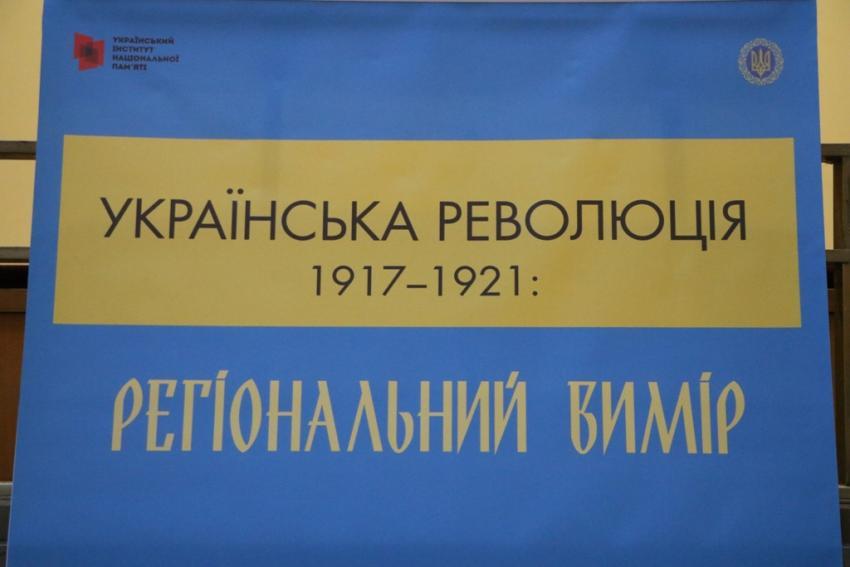 УКРАЇНСЬКИЙ
ІНСТИТУТ
НАЦІОНАЛЬНОЇ
ПАМ'ЯТІ
УКРАЇНСЬКА РЕВОЛЮЦІЯ
1917–1921:
РЕГІОНАЛЬНИЙ ВИМІР